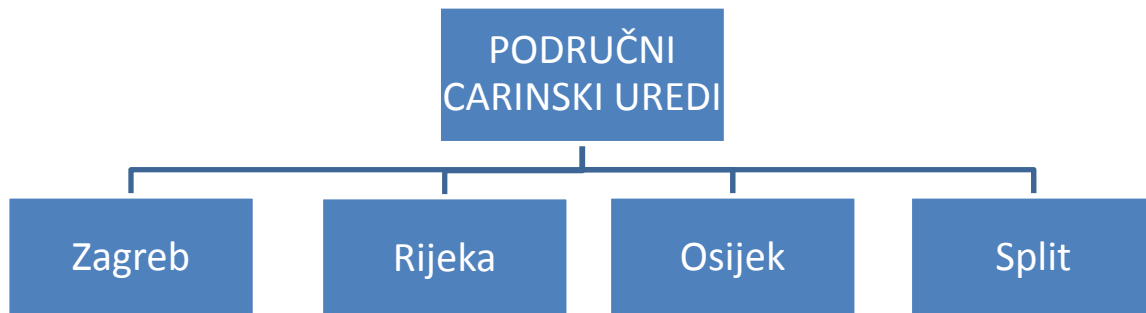 PODRUČNI
CARINSKI UREDI
Zagreb
Rijeka
Osijek
Split